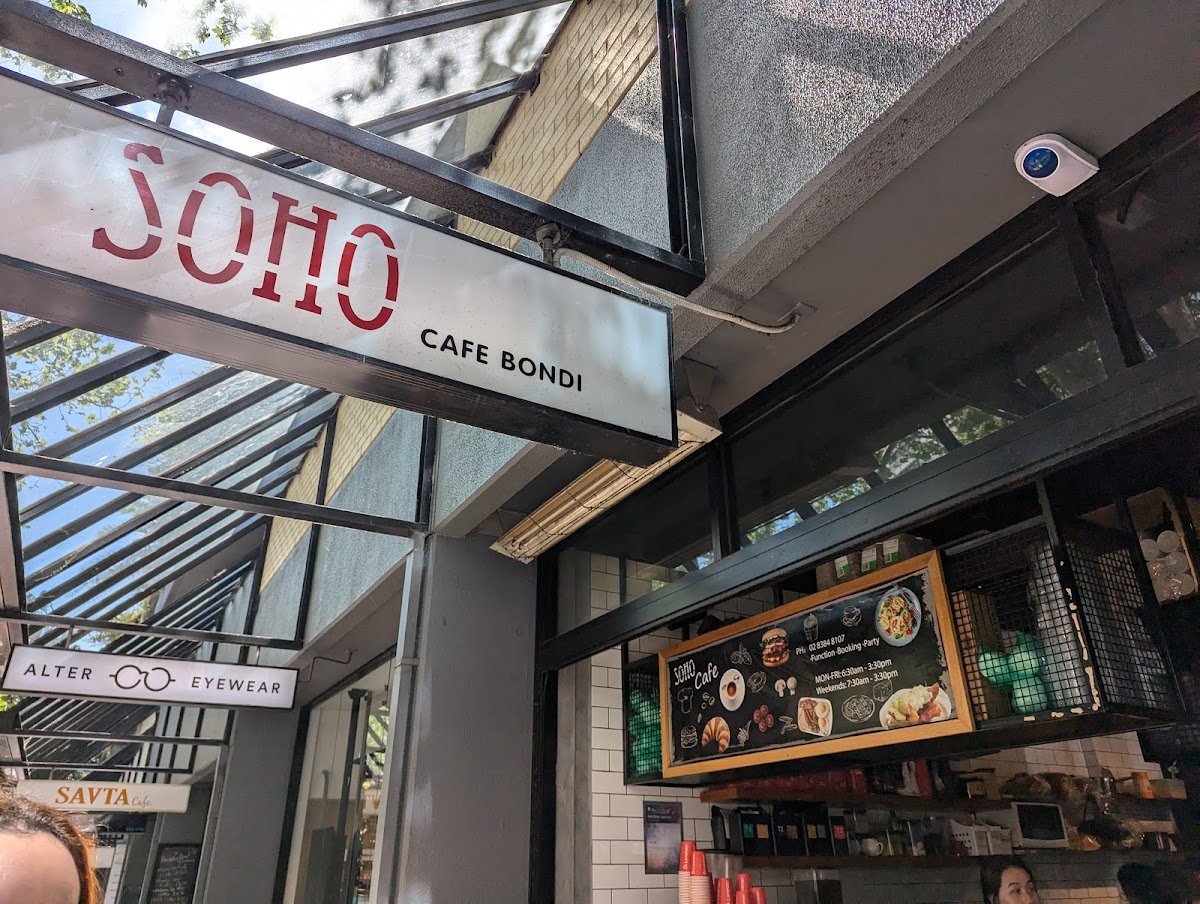 SOHO
CAFE BONDI
ALTER EYEWEAR
SAVTA Cafe
SOHO
Cafe
PH: 02 8384 8107
-Function -Booking -Party
MON-FRI: 6:30am - 3:30pm
Weekends: 7:30am - 3:30pm